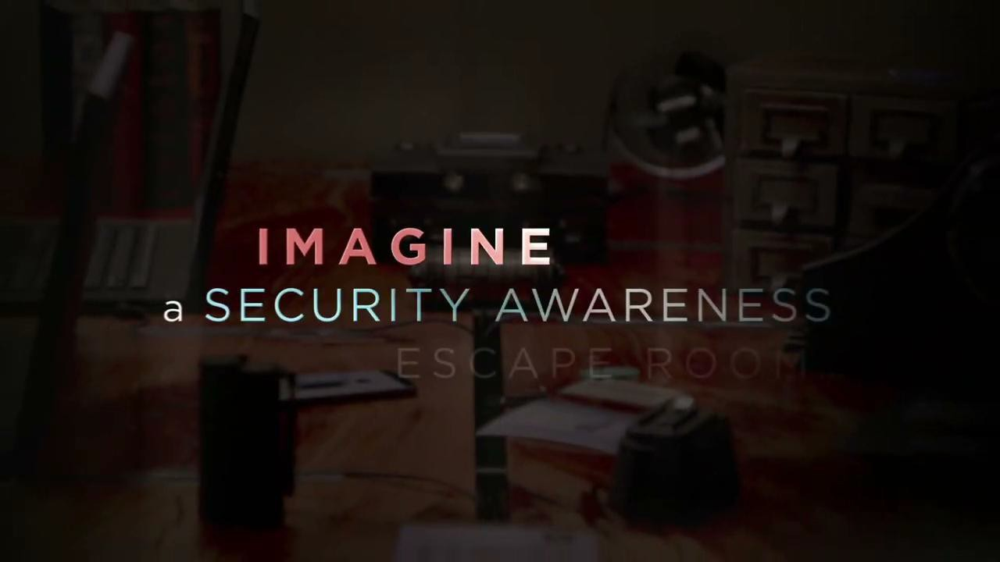 IMAGINE
a SECURITY AWARENESS
ESCAPE ROOM